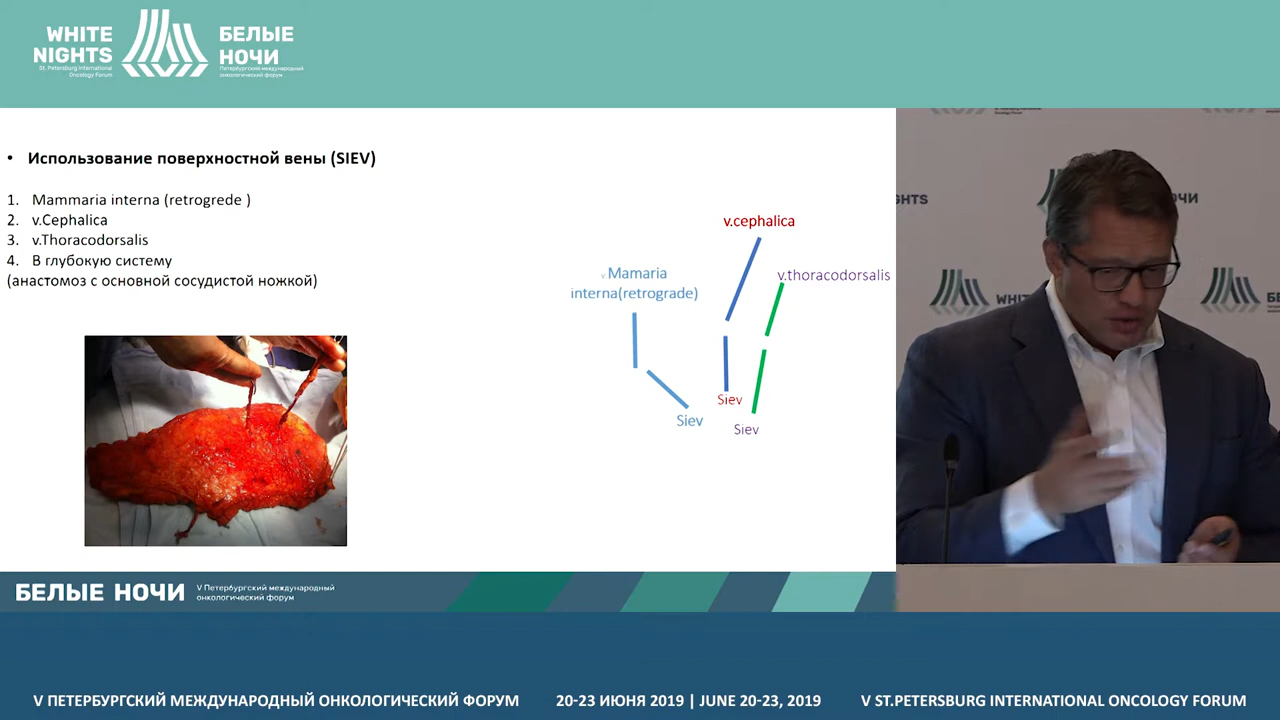 WHITE
NIGHTS
St. Petersburg International
Oncology Forum
БЕЛЫЕ
НОЧИ
Петербургский международный
онкологический форум
• Использование поверхностной вены (SIEV)
1. Mammaria interna (retrogrede )
2. v.Cephalica
3. v.Thoracodorsalis
4. В глубокую систему
(анастомоз с основной сосудистой ножкой)
v.cephalica
v.Mamaria
interna(retrograde)
v.thoracodorsalis
Siev
Siev
Siev
GHTS
НОЧИ
WHITE
БЕЛЫЕ НОЧИ
V Петербургский международный
онкологический форум
V ПЕТЕРБУРГСКИЙ МЕЖДУНАРОДНЫЙ ОНКОЛОГИЧЕСКИЙ ФОРУМ
20-23 ИЮНЯ 2019 | JUNE 20-23, 2019
V ST.PETERSBURG INTERNATIONAL ONCOLOGY FORUM